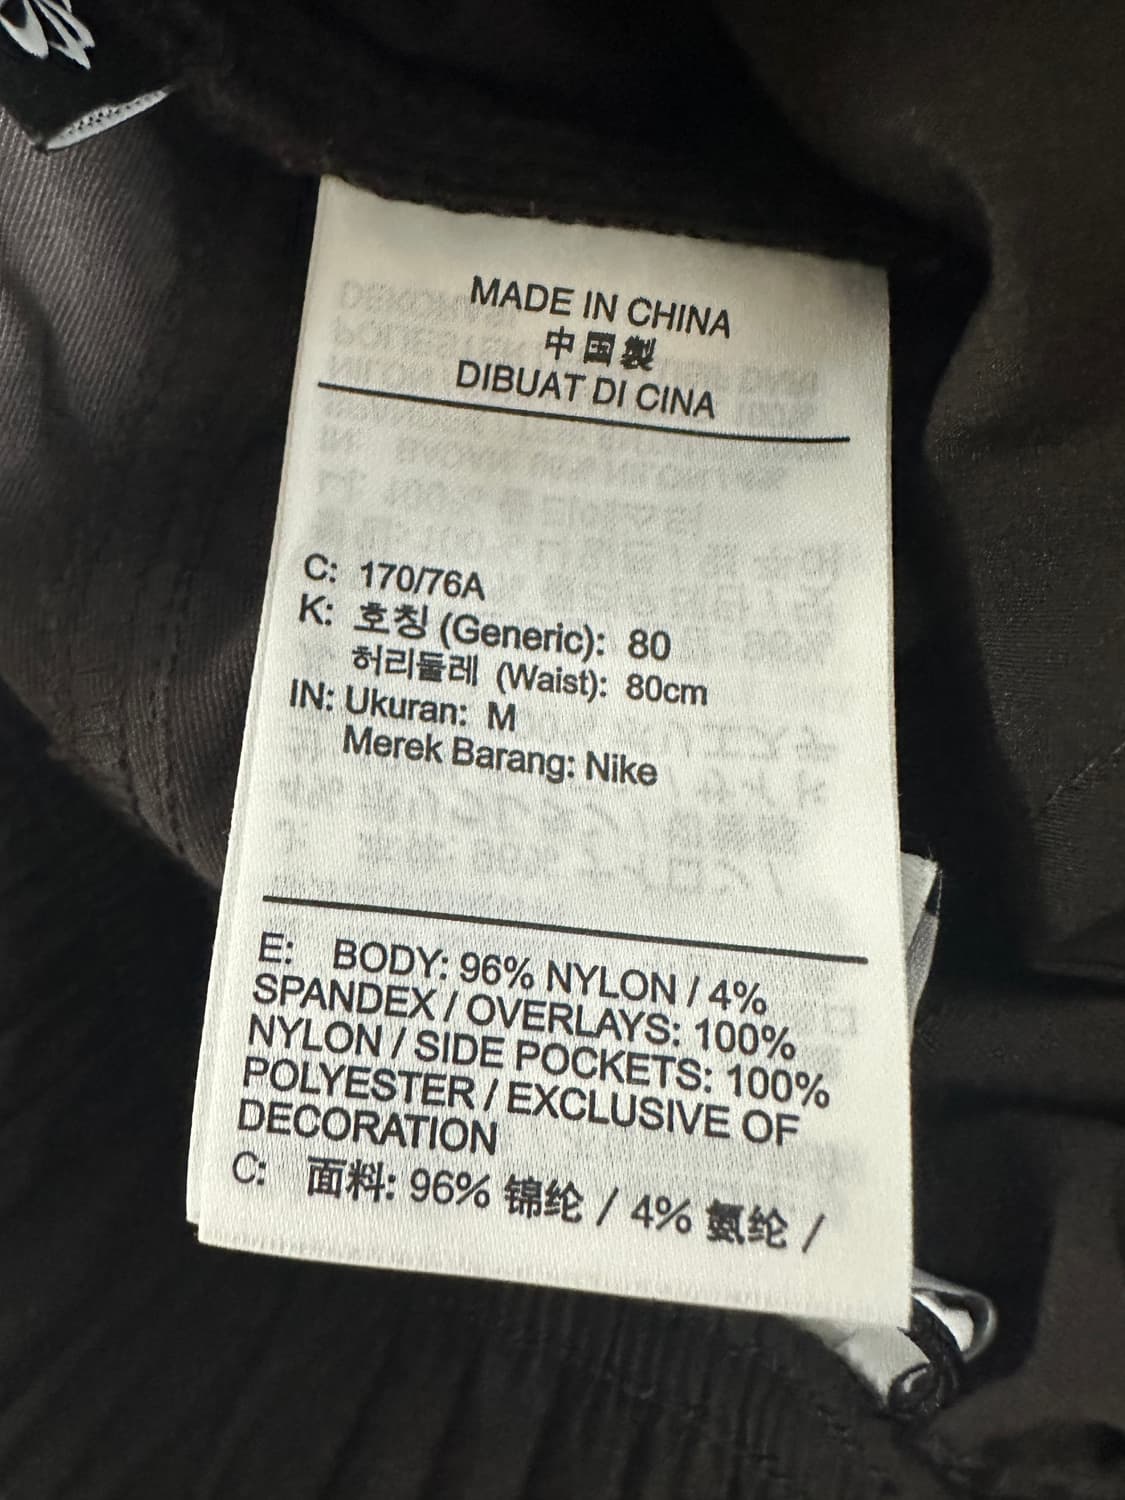 MADE IN CHINA
中国製
DIBUAT DI CINA
C: 170/76A
K: 호칭 (Generic): 80
허리둘레 (Waist): 80cm
IN: Ukuran: M
Merek Barang: Nike
E: BODY: 96% NYLON / 4%
SPANDEX / OVERLAYS: 100%
NYLON / SIDE POCKETS: 100%
POLYESTER / EXCLUSIVE OF
DECORATION
C: 面料: 96% 锦纶 / 4% 氨纶 /